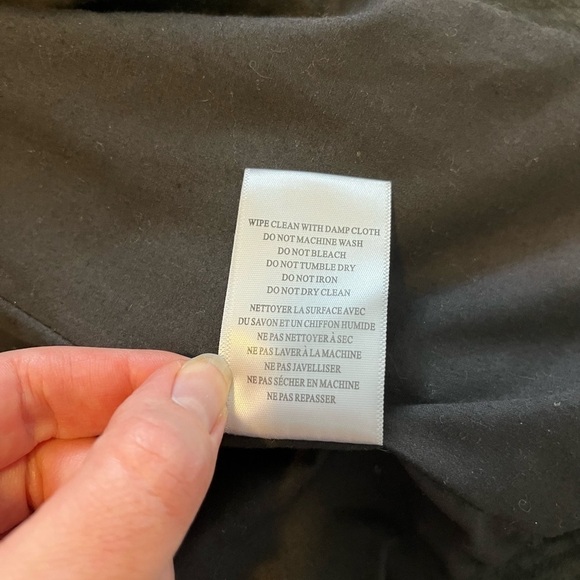 WIPE CLEAN WITH DAMP CLOTH
DO NOT MACHINE WASH
DO NOT BLEACH
DO NOT TUMBLE DRY
DO NOT IRON
DO NOT DRY CLEAN
NETTOYER LA SURFACE AVEC
DU SAVON ET UN CHIFFON HUMIDE
NE PAS NETTOYER À SEC
NE PAS LAVER À LA MACHINE
NE PAS JAVELLISER
NE PAS SÉCHER EN MACHINE
NE PAS REPASSER